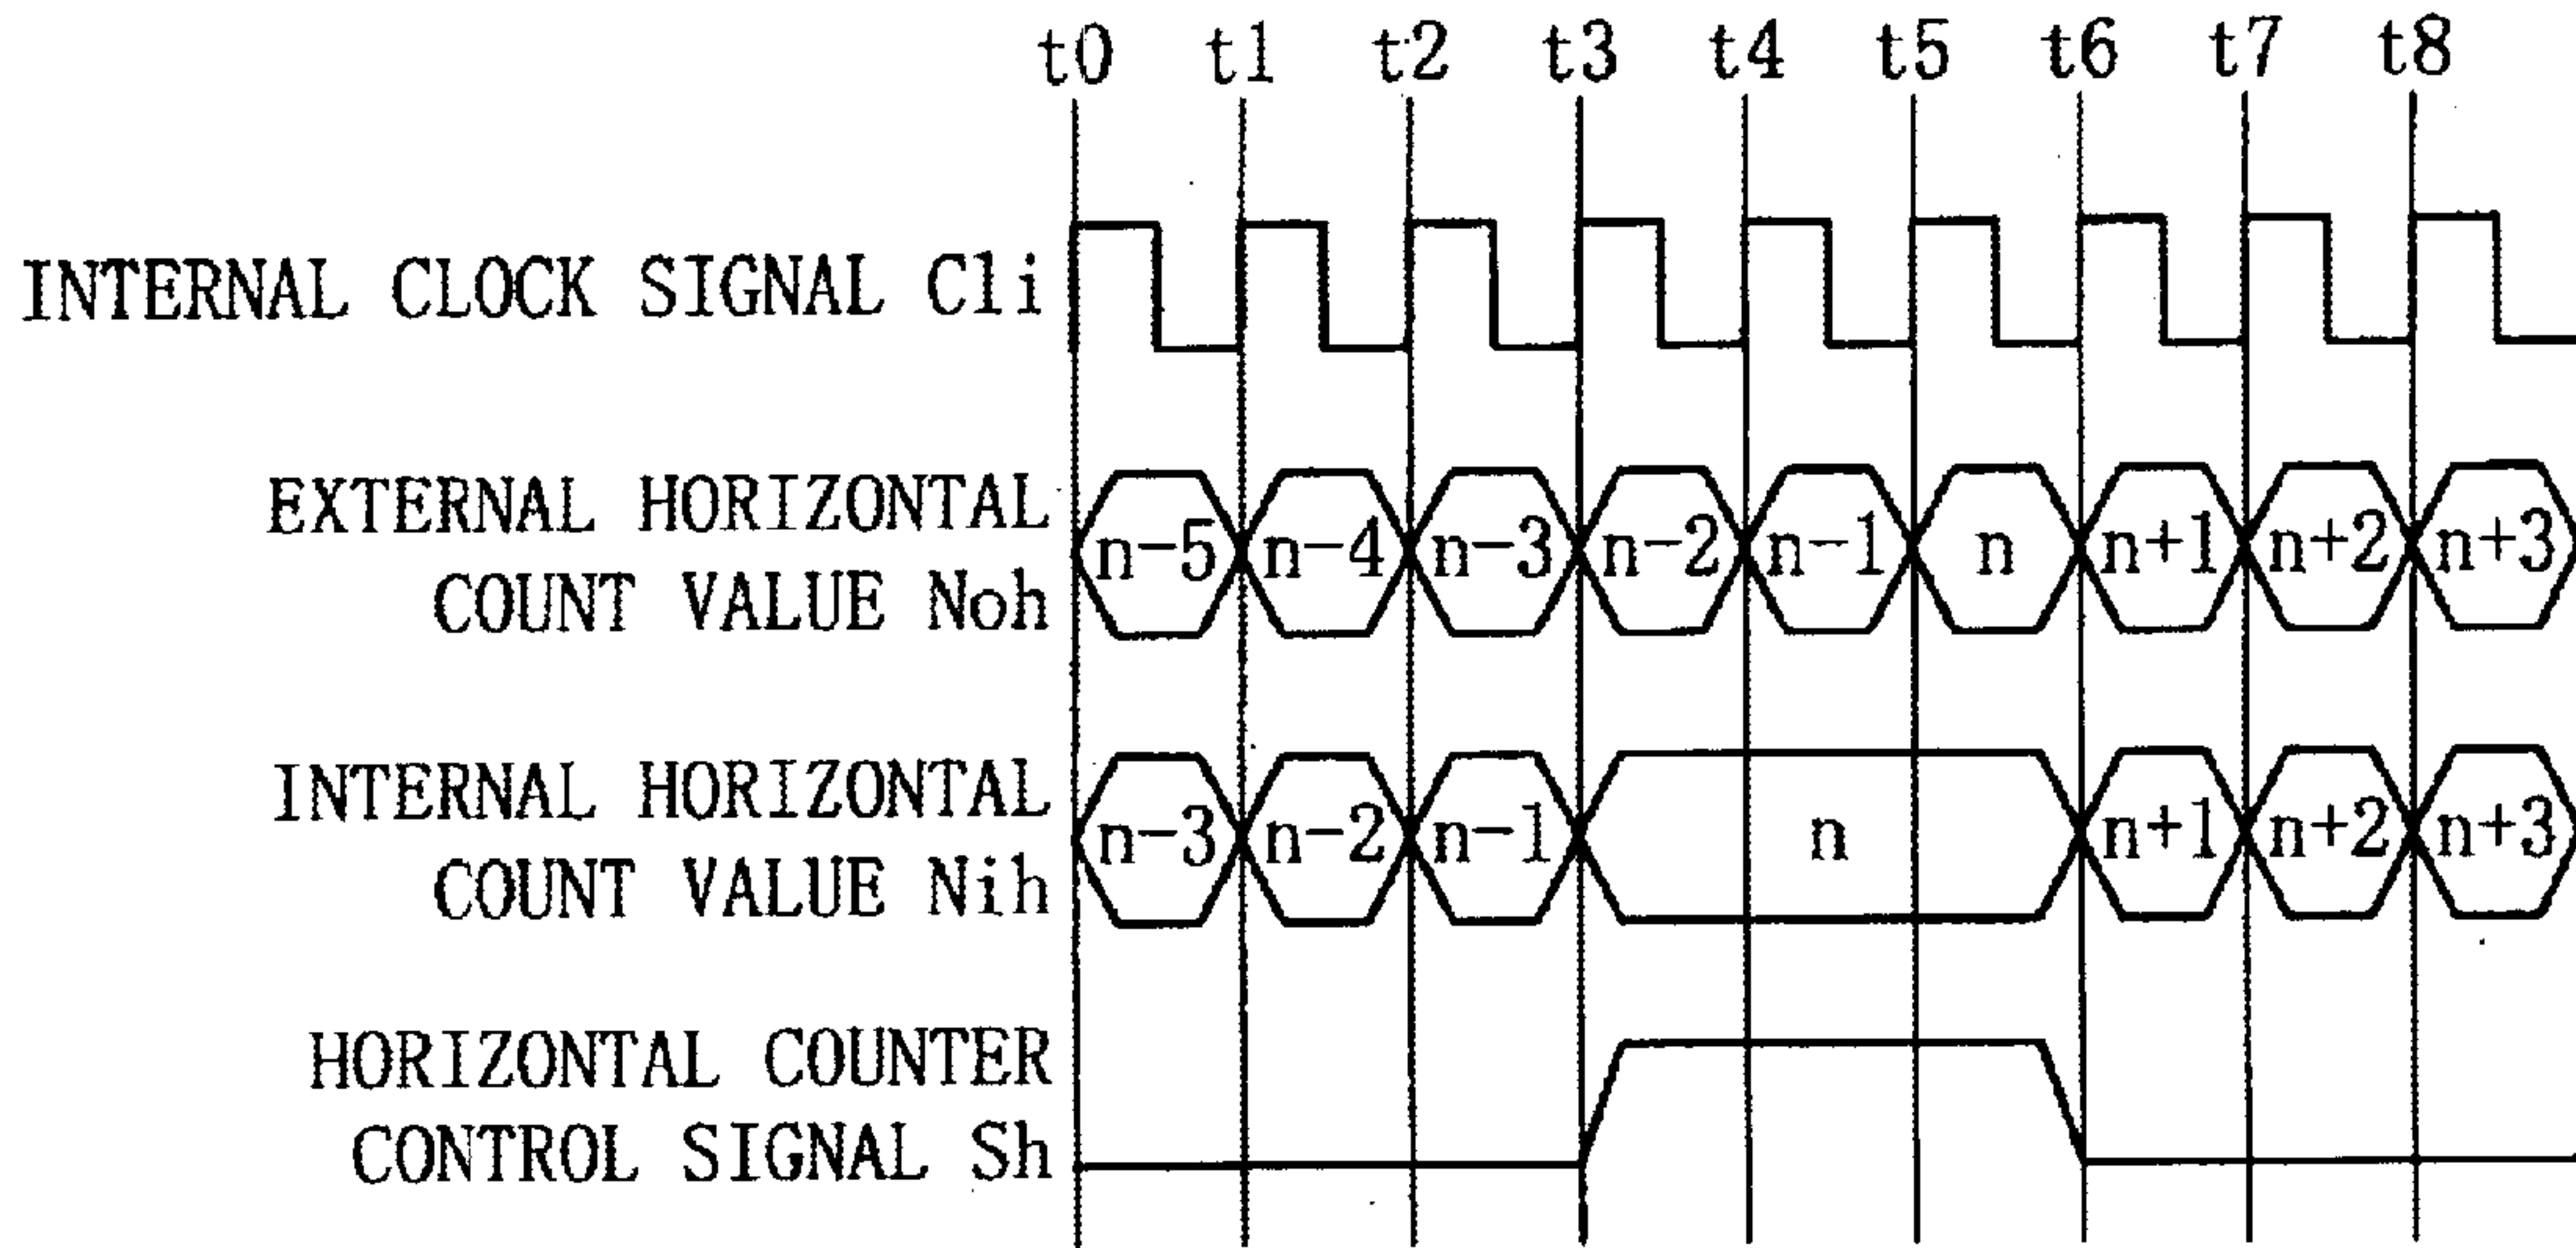 t0 t1 t2 t3 t4 t5 t6 t7 t8
INTERNAL CLOCK SIGNAL Cli
EXTERNAL HORIZONTAL
COUNT VALUE Noh
n-5 n-4 n-3 n-2 n-1 n n+1 n+2 n+3
INTERNAL HORIZONTAL
COUNT VALUE Nih
n-3 n-2 n-1 n n+1 n+2 n+3
HORIZONTAL COUNTER
CONTROL SIGNAL Sh